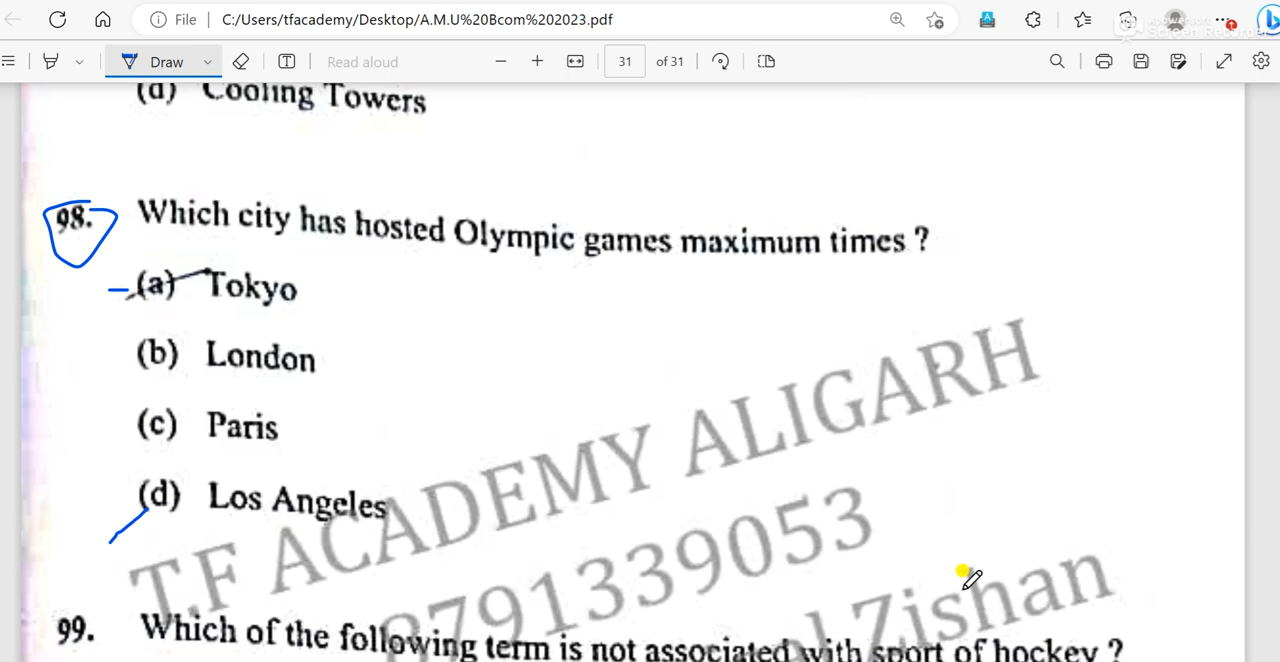 File C:/Users/tfacademy/Desktop/A.M.U%20Bcom%202023.pdf
Draw Read aloud 31 of 31
(d) Cooling Towers
98. Which city has hosted Olympic games maximum times ?
(a) Tokyo
(b) London
(c) Paris
(d) Los Angeles
T.F ACADEMY ALIGARH
8791339053
Zishan
99. Which of the following term is not associated with sport of hockey ?